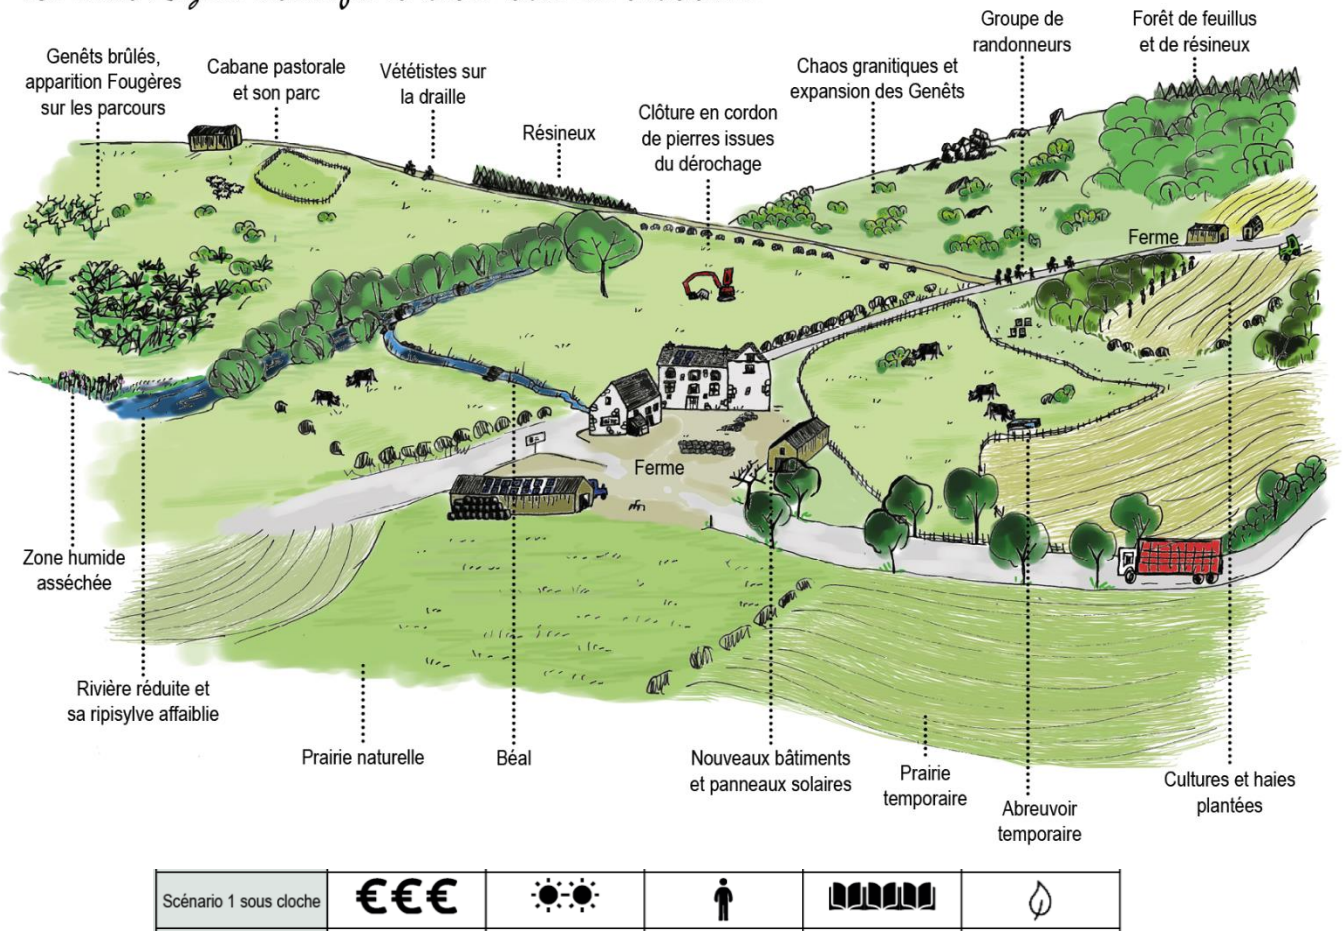 Genêts brûlés,
apparition Fougères
sur les parcours
Cabane pastorale
et son parc
Vététistes sur
la draille
Résineux
Clôture en cordon
de pierres issues
du dérochage
Chaos granitiques et
expansion des Genêts
Groupe de
randonneurs
Forêt de feuillus
et de résineux
Ferme
Ferme
Zone humide
asséchée
Rivière réduite et
sa ripisylve affaiblie
Prairie naturelle
Béal
Nouveaux bâtiments
et panneaux solaires
Prairie
temporaire
Abreuvoir
temporaire
Cultures et haies
plantées
Scénario 1 sous cloche
€€€